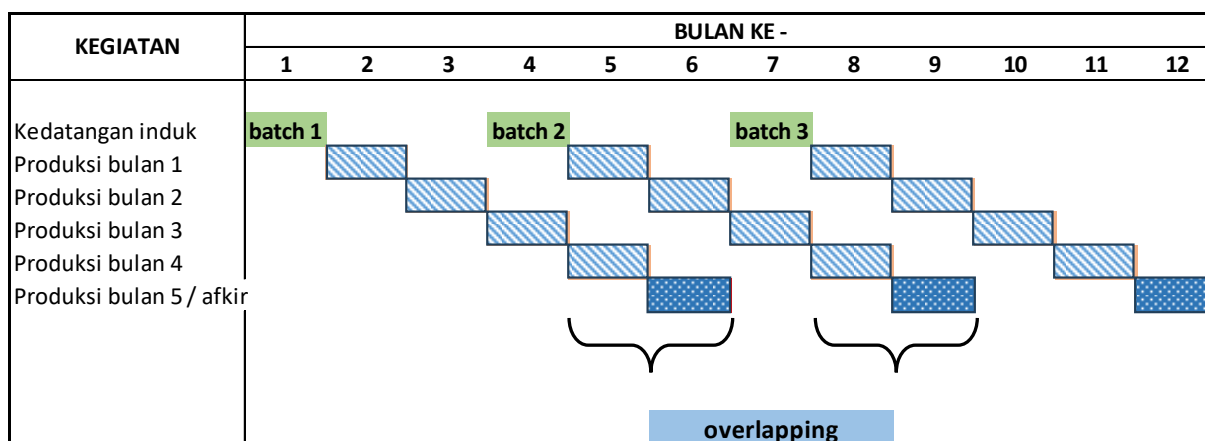 KEGIATAN
BULAN KE -
1 2 3 4 5 6 7 8 9 10 11 12
Kedatangan induk batch 1 batch 2 batch 3
Produksi bulan 1
Produksi bulan 2
Produksi bulan 3
Produksi bulan 4
Produksi bulan 5 / afkir
overlapping